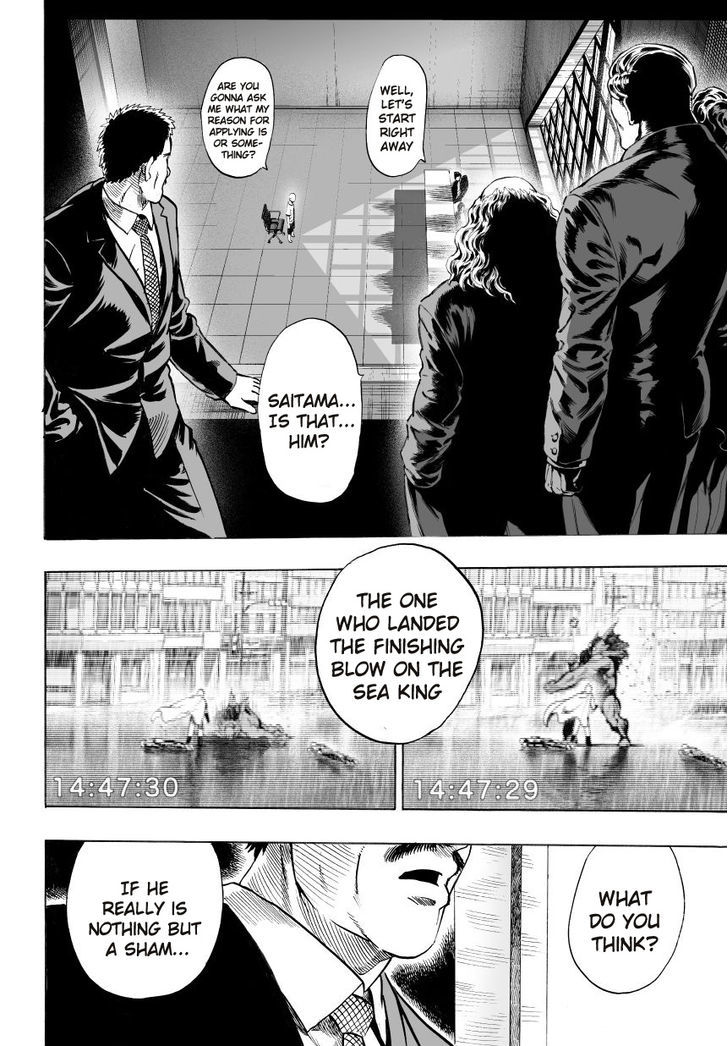 WELL,
LET'S
START
RIGHT
AWAY
ARE YOU
GONNA ASK
ME WHAT MY
REASON FOR
APPLYING IS
OR SOME-
THING?
SAITAMA...
IS THAT...
HIM?
14:47:29
THE ONE
WHO LANDED
THE FINISHING
BLOW ON THE
SEA KING
14:47:30
WHAT
DO YOU
THINK?
IF HE
REALLY IS
NOTHING BUT
A SHAM...